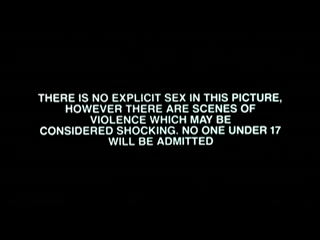 THERE IS NO EXPLICIT SEX IN THIS PICTURE,
HOWEVER THERE ARE SCENES OF
VIOLENCE WHICH MAY BE
CONSIDERED SHOCKING. NO ONE UNDER 17
WILL BE ADMITTED